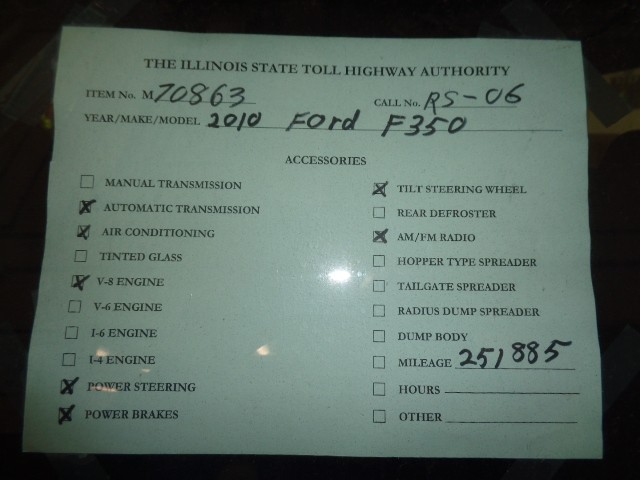 THE ILLINOIS STATE TOLL HIGHWAY AUTHORITY
ITEM No. M70863 CALL No. RS-06
YEAR/MAKE/MODEL 2010 Ford F350
ACCESSORIES
MANUAL TRANSMISSION
AUTOMATIC TRANSMISSION
AIR CONDITIONING
TINTED GLASS
V-8 ENGINE
V-6 ENGINE
I-6 ENGINE
I-4 ENGINE
POWER STEERING
POWER BRAKES
TILT STEERING WHEEL
REAR DEFROSTER
AM/FM RADIO
HOPPER TYPE SPREADER
TAILGATE SPREADER
RADIUS DUMP SPREADER
DUMP BODY
MILEAGE 251885
HOURS
OTHER